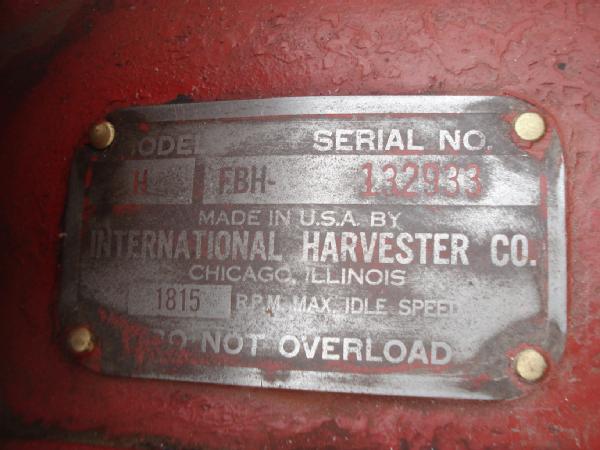 MODEL SERIAL NO.
H FBH- 132933
MADE IN U.S.A. BY
INTERNATIONAL HARVESTER CO.
CHICAGO, ILLINOIS
1815 R.P.M. MAX. IDLE SPEED
DO NOT OVERLOAD